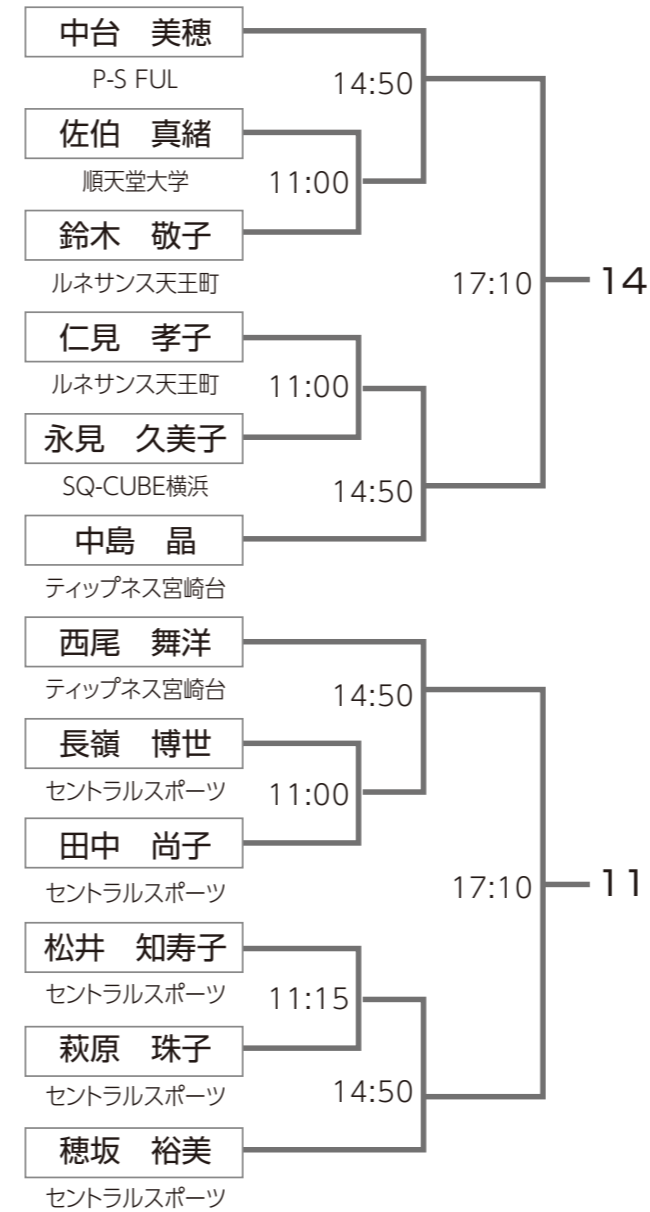 中台　美穂
P-S FUL
14:50
佐伯　真緒
順天堂大学
11:00
鈴木　敬子
ルネサンス天王町
17:10
14
仁見　孝子
ルネサンス天王町
11:00
永見　久美子
SQ-CUBE横浜
14:50
中島　晶
ティップネス宮崎台
西尾　舞洋
ティップネス宮崎台
14:50
長嶺　博世
セントラルスポーツ
11:00
田中　尚子
セントラルスポーツ
17:10
11
松井　知寿子
セントラルスポーツ
11:15
萩原　珠子
セントラルスポーツ
14:50
穂坂　裕美
セントラルスポーツ